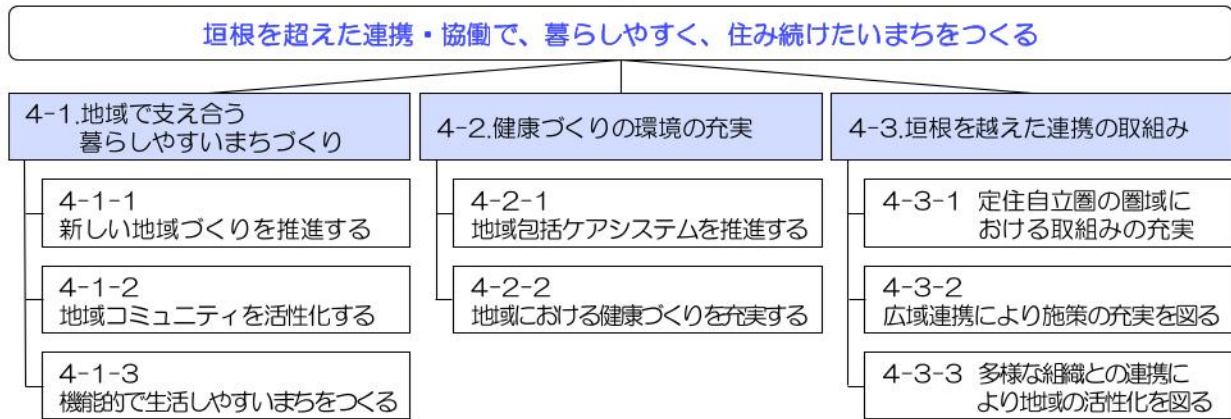 垣根を超えた連携・協働で、暮らしやすく、住み続けたいまちをつくる
4-1.地域で支え合う
暮らしやすいまちづくり
4-1-1
新しい地域づくりを推進する
4-1-2
地域コミュニティを活性化する
4-1-3
機能的で生活しやすいまちをつくる
4-2.健康づくりの環境の充実
4-2-1
地域包括ケアシステムを推進する
4-2-2
地域における健康づくりを充実する
4-3.垣根を越えた連携の取組み
4-3-1 定住自立圏の圏域に
おける取組みの充実
4-3-2
広域連携により施策の充実を図る
4-3-3 多様な組織との連携に
より地域の活性化を図る